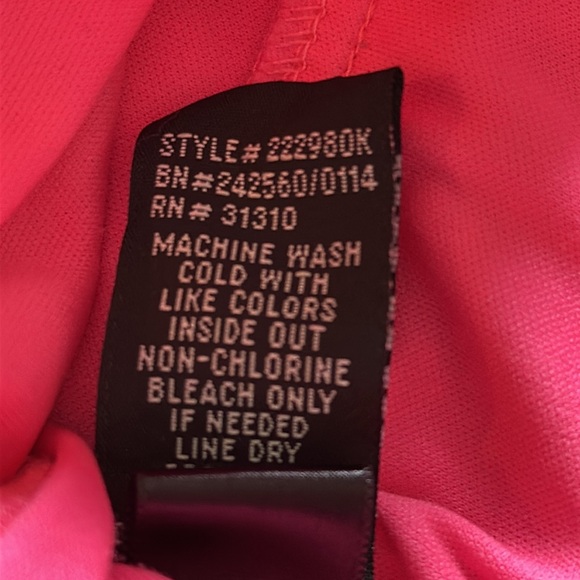 STYLE# 222980K
BN#242560/0114
RN# 31310
MACHINE WASH
COLD WITH
LIKE COLORS
INSIDE OUT
NON-CHLORINE
BLEACH ONLY
IF NEEDED
LINE DRY